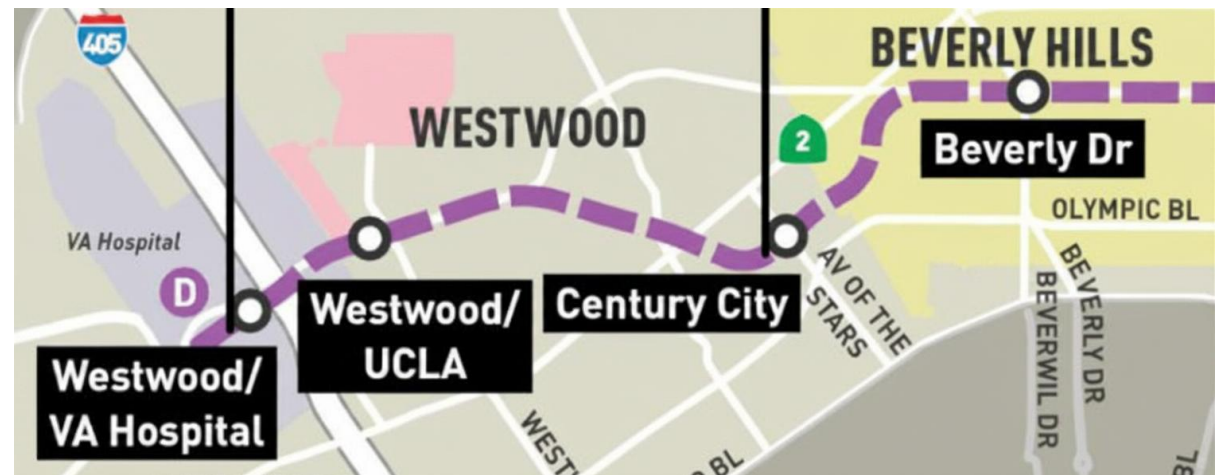 405
BEVERLY HILLS
WESTWOOD
2
Beverly Dr
OLYMPIC BL
VA Hospital
D
Westwood/
UCLA
Century City
AV OF THE
STARS
BEVERLY DR
BEVERWIL DR
Westwood/
VA Hospital
BL